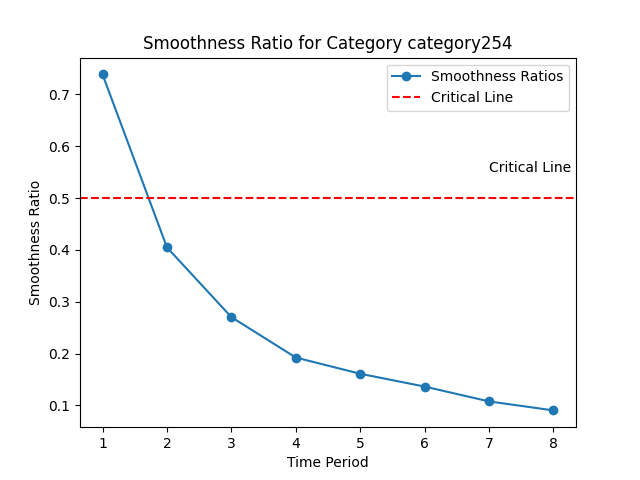 Smoothness Ratio for Category category254
Smoothness Ratios
Critical Line
Critical Line
Smoothness Ratio
0.7
0.6
0.5
0.4
0.3
0.2
0.1
1 2 3 4 5 6 7 8
Time Period